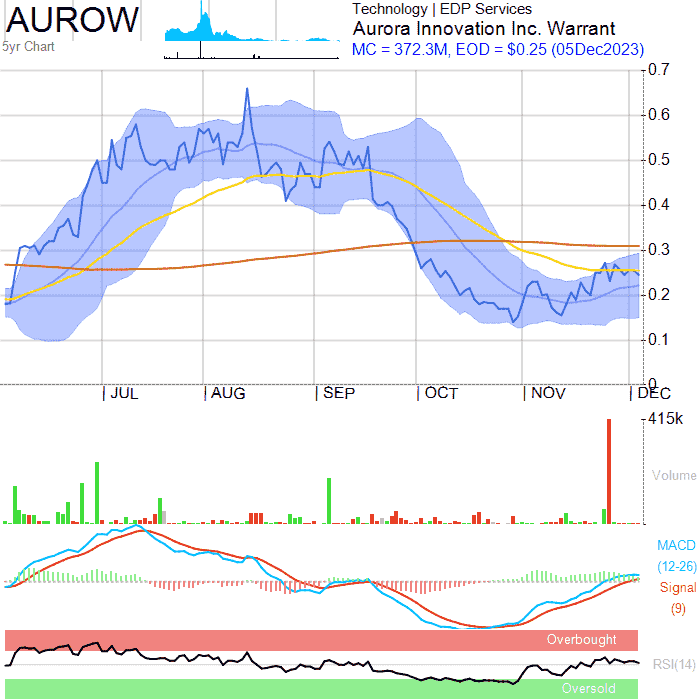 AUROW
5yr Chart
Technology | EDP Services
Aurora Innovation Inc. Warrant
MC = 372.3M, EOD = $0.25 (05Dec2023)
0.7
0.6
0.5
0.4
0.3
0.2
0.1
0
JUL
AUG
SEP
OCT
NOV
DEC
415k
Volume
MACD
(12-26)
Signal
(9)
Overbought
RSI(14)
Oversold